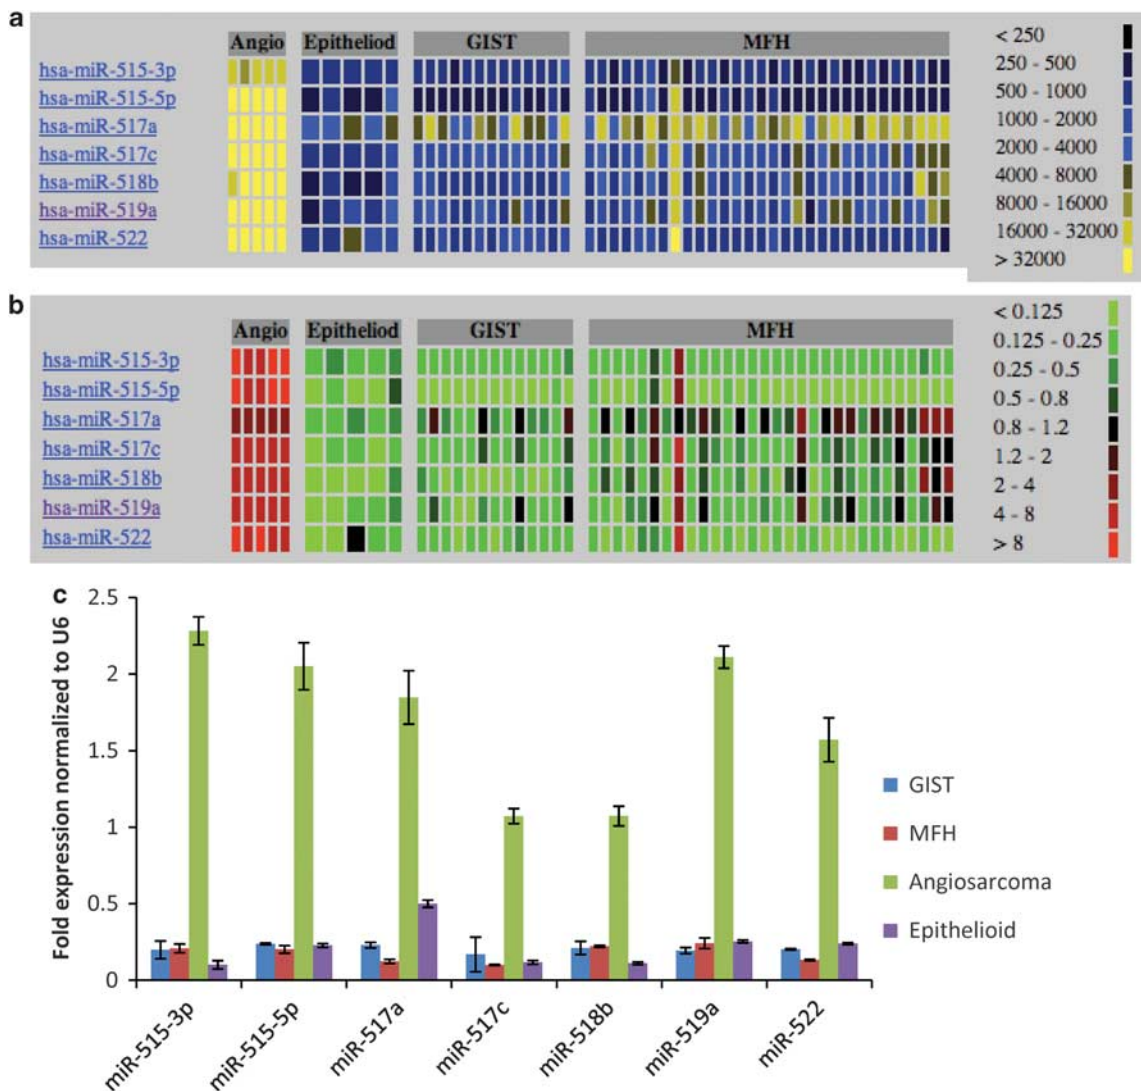 a
Angio Epitheliod GIST MFH
hsa-miR-515-3p
hsa-miR-515-5p
hsa-miR-517a
hsa-miR-517c
hsa-miR-518b
hsa-miR-519a
hsa-miR-522
< 250
250 - 500
500 - 1000
1000 - 2000
2000 - 4000
4000 - 8000
8000 - 16000
16000 - 32000
> 32000
b
Angio Epitheliod GIST MFH
hsa-miR-515-3p
hsa-miR-515-5p
hsa-miR-517a
hsa-miR-517c
hsa-miR-518b
hsa-miR-519a
hsa-miR-522
< 0.125
0.125 - 0.25
0.25 - 0.5
0.5 - 0.8
0.8 - 1.2
1.2 - 2
2 - 4
4 - 8
> 8
c
Fold expression normalized to U6
2.5
2
1.5
1
0.5
0
miR-515-3p
miR-515-5p
miR-517a
miR-517c
miR-518b
miR-519a
miR-522
GIST
MFH
Angiosarcoma
Epithelioid